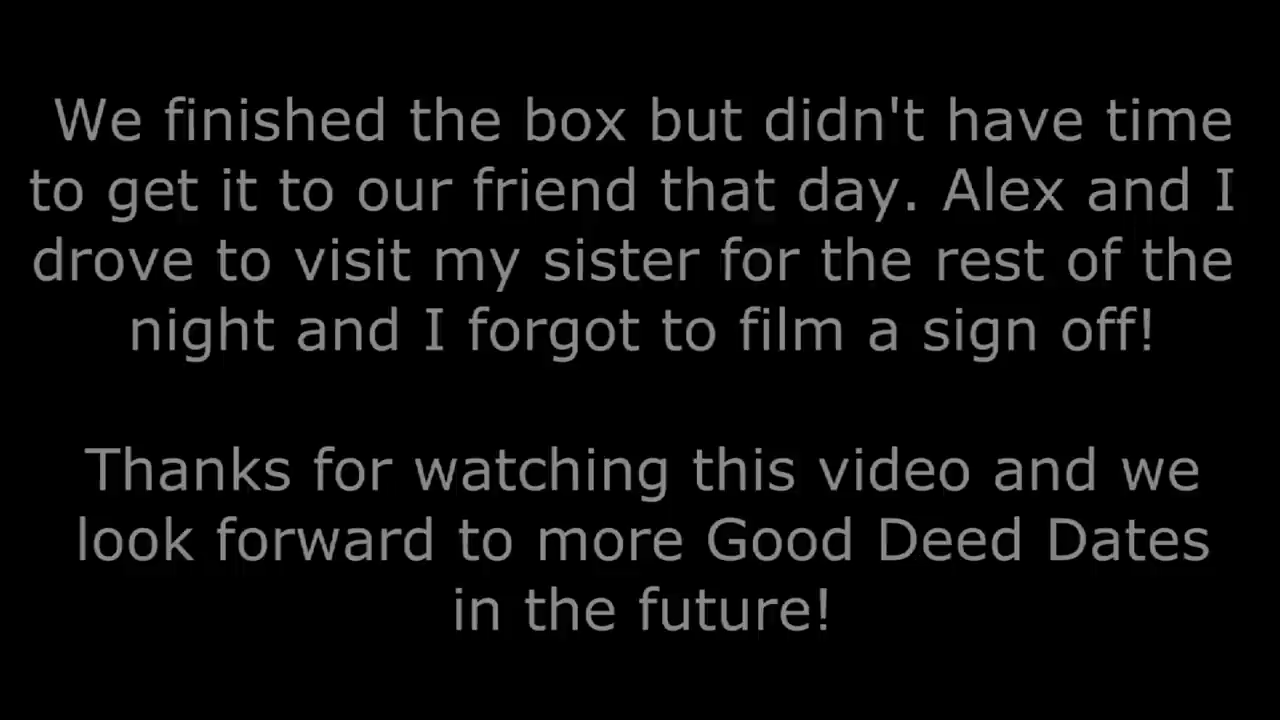 We finished the box but didn't have time
to get it to our friend that day. Alex and I
drove to visit my sister for the rest of the
night and I forgot to film a sign off!
Thanks for watching this video and we
look forward to more Good Deed Dates
in the future!